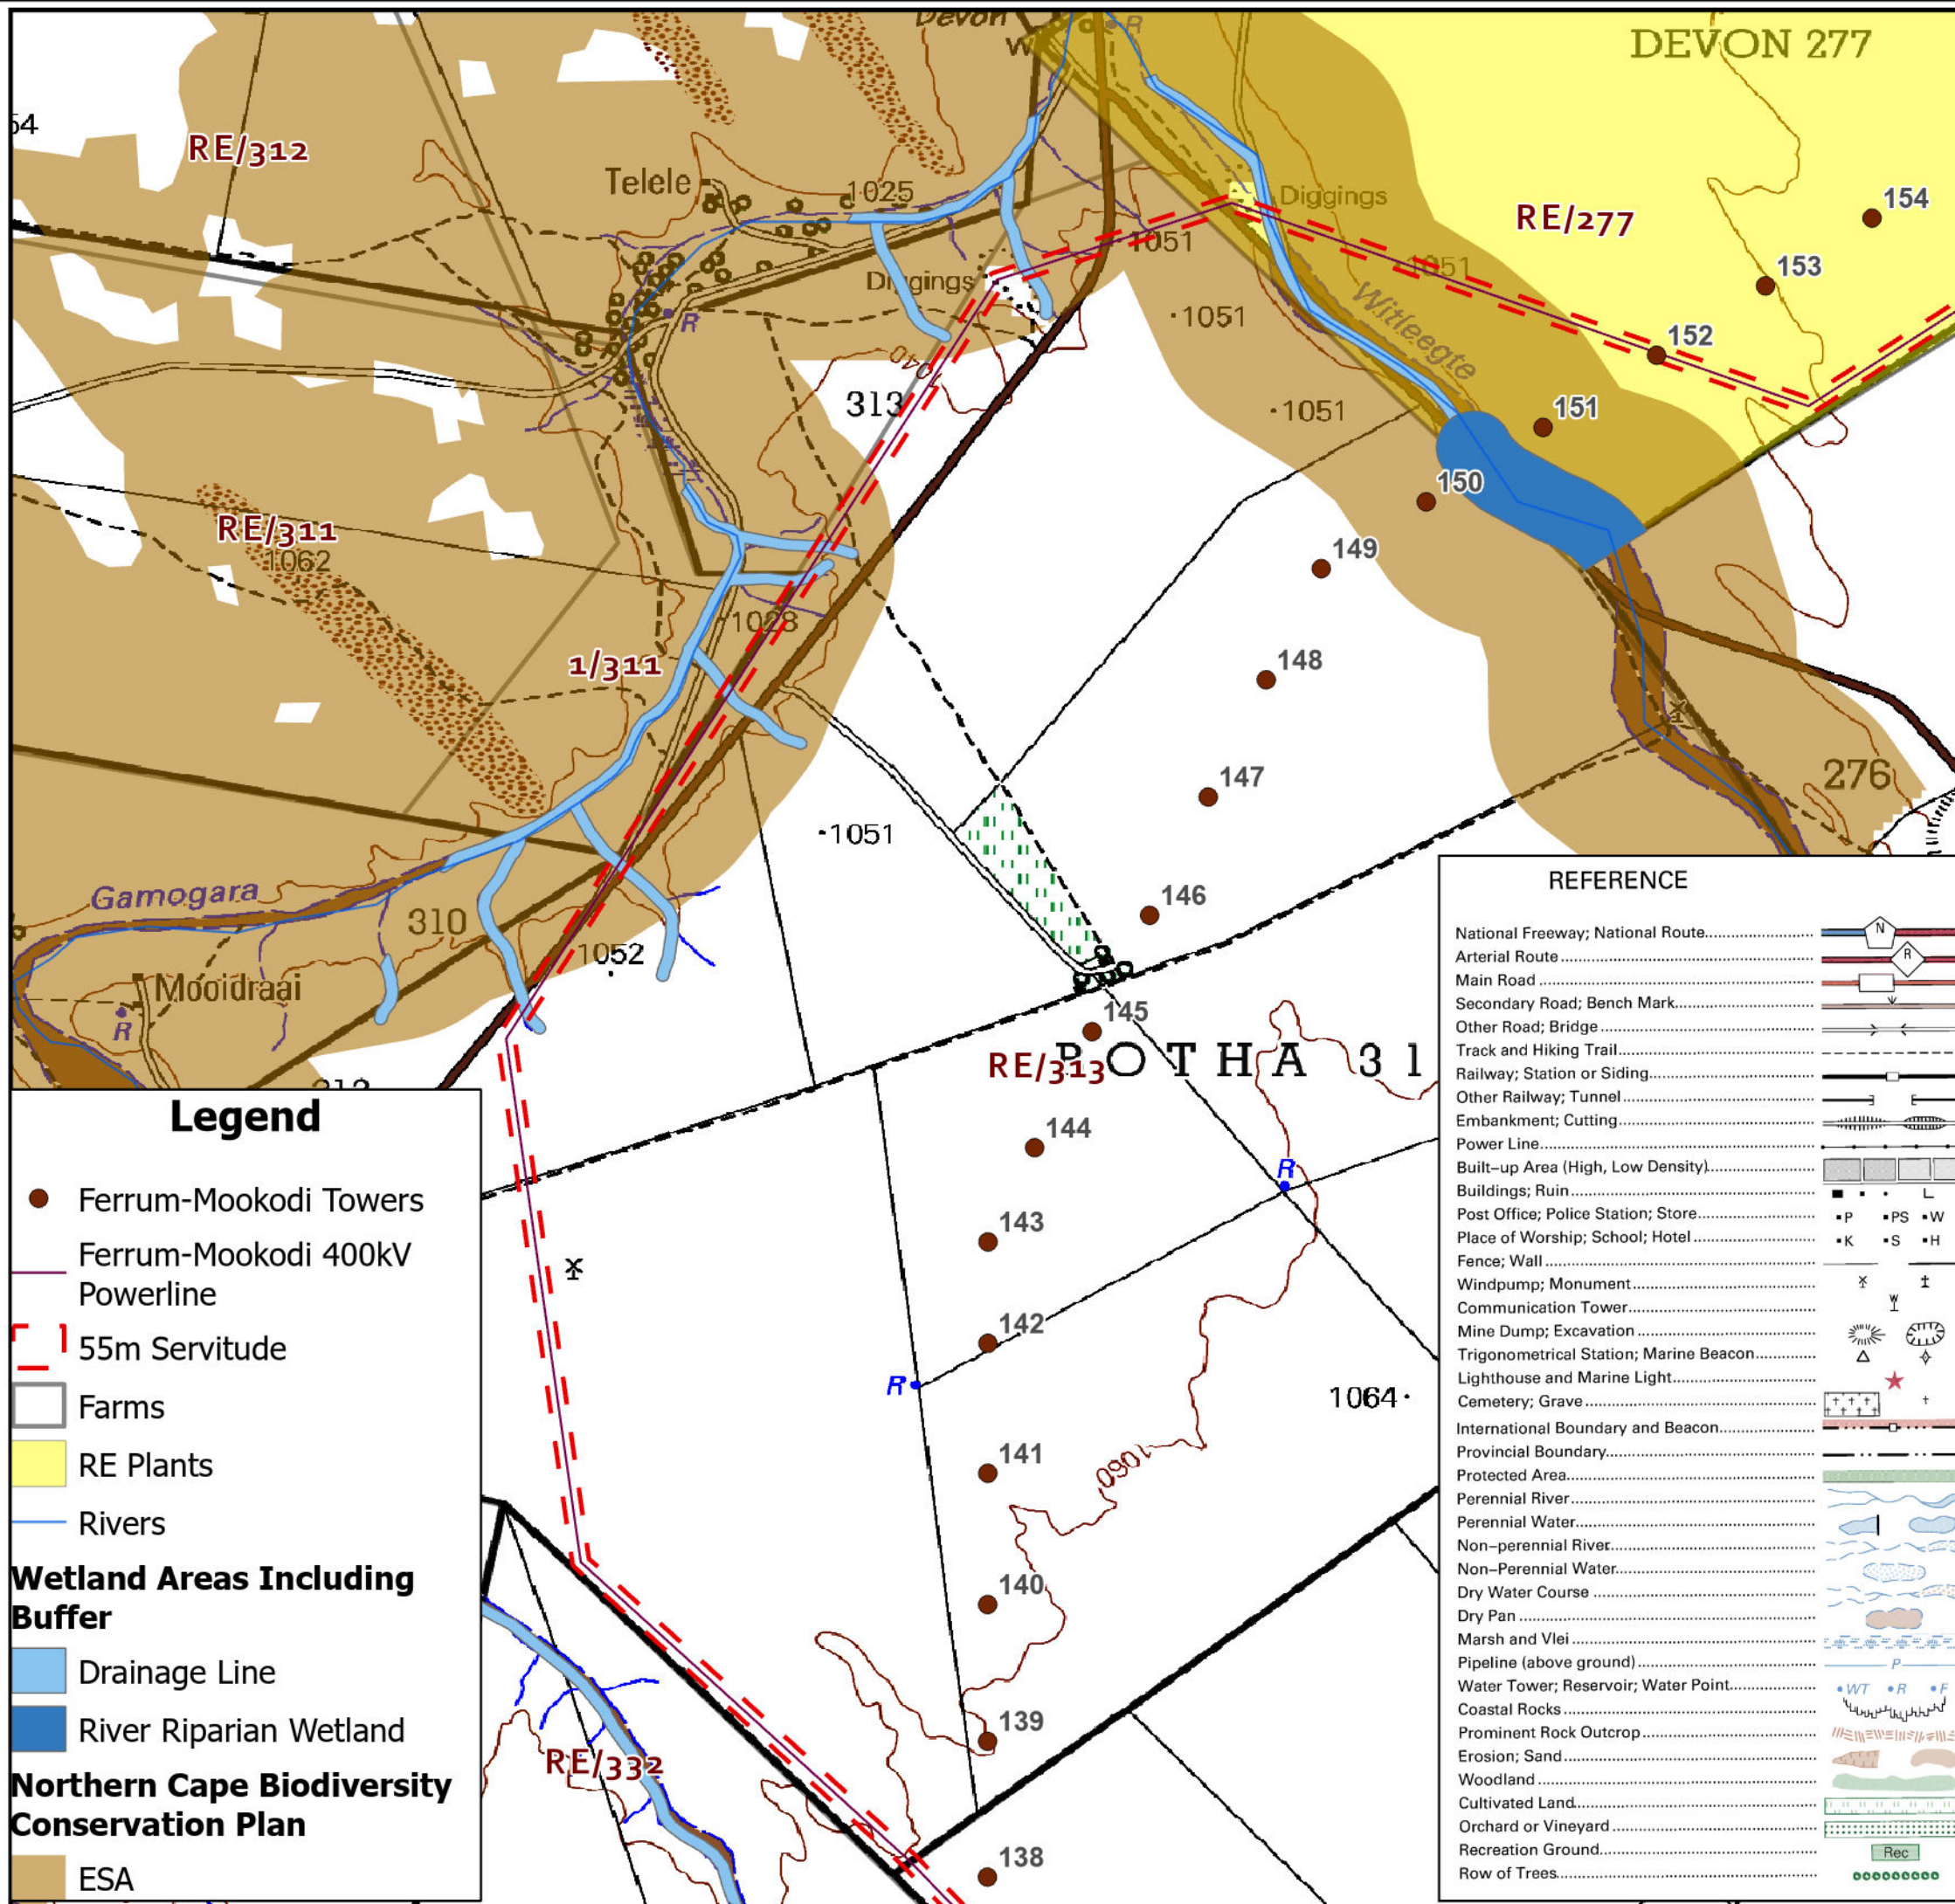 Devon
W
R
DEVON 277
54
RE/312
Telele
1025
Diggings
RE/277
154
1051
1051
153
Diggings
R
1051
Witleegte
152
040
313
1051
151
150
RE/311
1062
149
1028
1/311
148
147
276
1051
146
Gamogara
310
1052
Mooidraai
R
145
RE/313
OTHA 31
144
R
143
142
R
1064
141
1060
140
139
RE/332
138
Legend
Ferrum-Mookodi Towers
Ferrum-Mookodi 400kV
Powerline
55m Servitude
Farms
RE Plants
Rivers
Wetland Areas Including
Buffer
Drainage Line
River Riparian Wetland
Northern Cape Biodiversity
Conservation Plan
ESA
REFERENCE
National Freeway; National Route
N
Arterial Route
R
Main Road
Secondary Road; Bench Mark
Other Road; Bridge
Track and Hiking Trail
Railway; Station or Siding
Other Railway; Tunnel
Embankment; Cutting
Power Line
Built-up Area (High, Low Density)
Buildings; Ruin
Post Office; Police Station; Store
P PS W
Place of Worship; School; Hotel
K S H
Fence; Wall
Windpump; Monument
Communication Tower
Mine Dump; Excavation
Trigonometrical Station; Marine Beacon
Lighthouse and Marine Light
Cemetery; Grave
International Boundary and Beacon
Provincial Boundary
Protected Area
Perennial River
Perennial Water
Non-perennial River
Non-Perennial Water
Dry Water Course
Dry Pan
Marsh and Vlei
Pipeline (above ground)
P
Water Tower; Reservoir; Water Point
WT R F
Coastal Rocks
Prominent Rock Outcrop
Erosion; Sand
Woodland
Cultivated Land
Orchard or Vineyard
Recreation Ground
Rec
Row of Trees